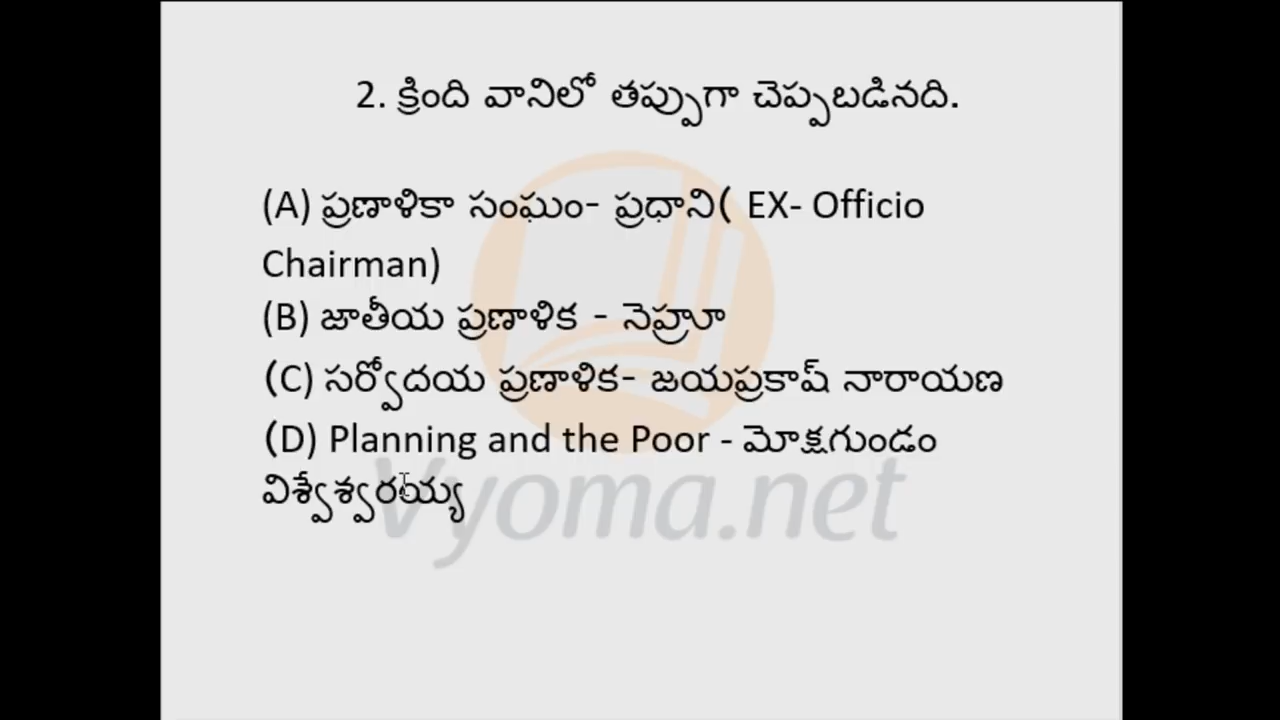 2. క్రింది వానిలో తప్పుగా చెప్పబడినది.
(A) ప్రణాళికా సంఘం- ప్రధాని( EX- Officio
Chairman)
(B) జాతీయ ప్రణాళిక - నెహ్రూ
(C) సర్వోదయ ప్రణాళిక- జయప్రకాష్ నారాయణ
(D) Planning and the Poor - మోక్షగుండం
విశ్వేశ్వరయ్య
Vyoma.net